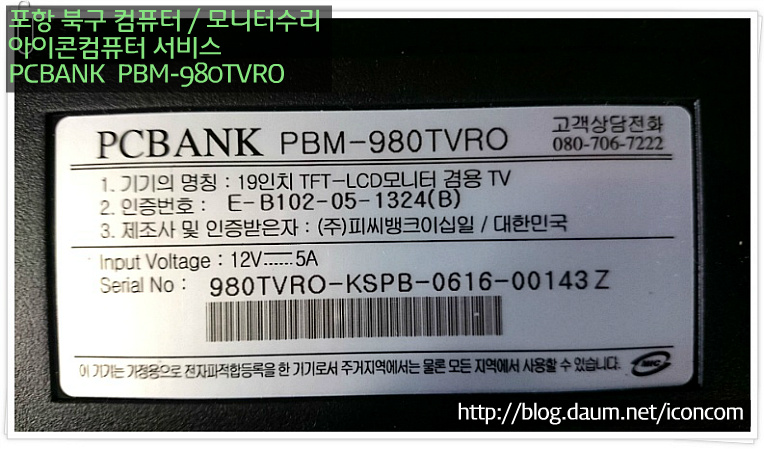 포항 북구 컴퓨터 / 모니터수리
아이콘컴퓨터 서비스
PCBANK PBM-980TVRO
PCBANK PBM-980TVRO
고객상담전화
080-706-7222
1. 기기의 명칭 : 19인치 TFT-LCD모니터 겸용 TV
2. 인증번호 : E-B102-05-1324(B)
3. 제조사 및 인증받은자 : (주)피씨뱅크이십일 / 대한민국
Input Voltage : 12V⎓5A
Serial No : 980TVRO-KSPB-0616-00143 Z
이 기기는 가정용으로 전자파적합등록을 한 기기로서 주거지역에서는 물론 모든 지역에서 사용할 수 있습니다.
MIC
http://blog.daum.net/iconcom